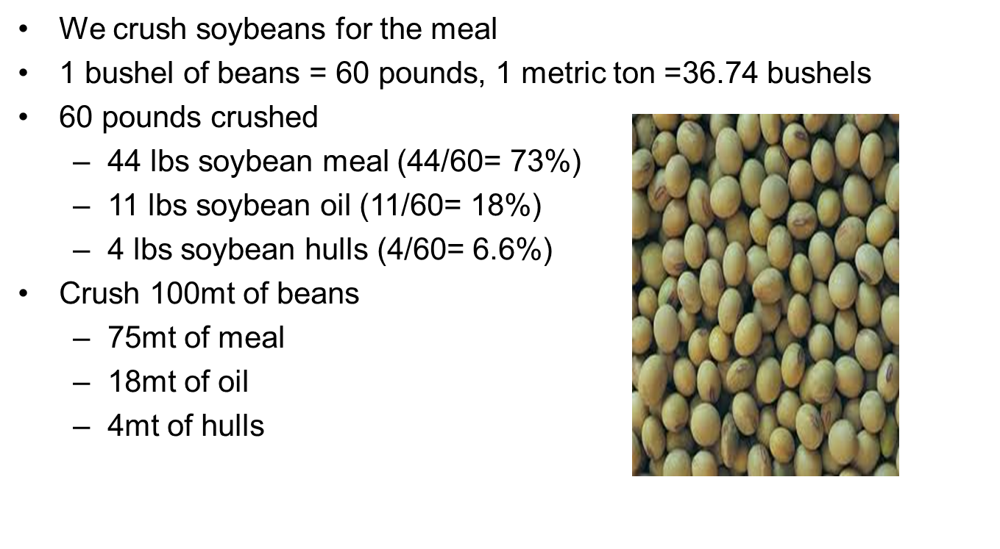 • We crush soybeans for the meal
• 1 bushel of beans = 60 pounds, 1 metric ton =36.74 bushels
• 60 pounds crushed
– 44 lbs soybean meal (44/60= 73%)
– 11 lbs soybean oil (11/60= 18%)
– 4 lbs soybean hulls (4/60= 6.6%)
• Crush 100mt of beans
– 75mt of meal
– 18mt of oil
– 4mt of hulls